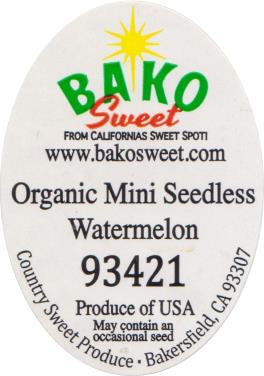 BAKO
Sweet
FROM CALIFORNIAS SWEET SPOT!
www.bakosweet.com
Organic Mini Seedless
Watermelon
93421
Produce of USA
May contain an
occasional seed
Country Sweet Produce · Bakersfield, CA 93307